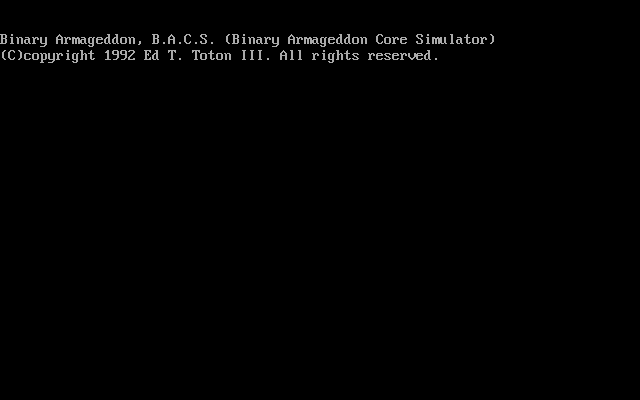 Binary Armageddon, B.A.C.S. (Binary Armageddon Core Simulator)
(C)copyright 1992 Ed T. Toton III. All rights reserved.